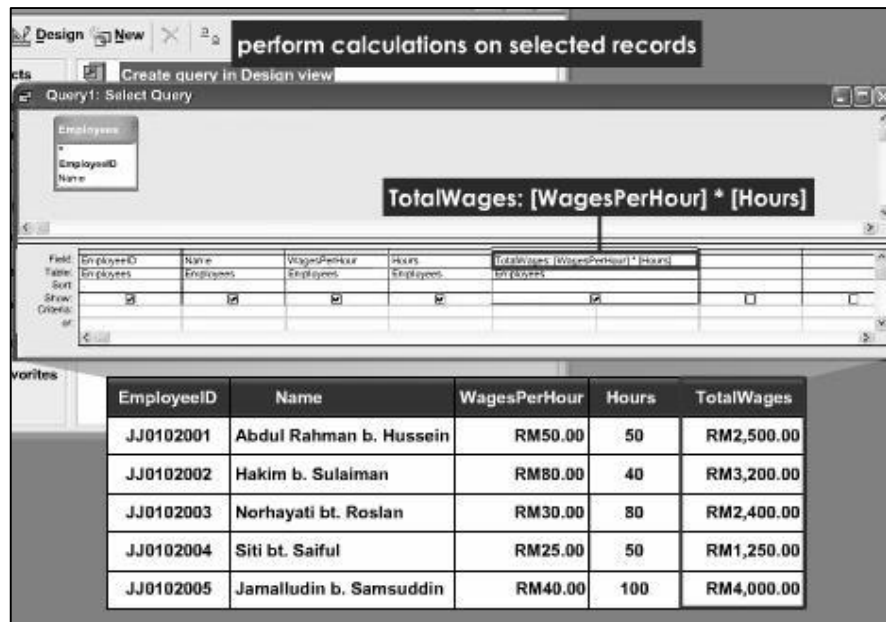 Design New
perform calculations on selected records
cts Create query in Design view
Query1: Select Query
Employees
*
EmployeeID
Name
TotalWages: [WagesPerHour] * [Hours]
Field: EmployeeID Name WagesPerHour Hours TotalWages: [WagesPerHour] * [Hours]
Table: Employees Employees Employees Employees Employees
Sort:
Show:
Criteria:
or:
vorites
EmployeeID Name WagesPerHour Hours TotalWages
JJ0102001 Abdul Rahman b. Hussein RM50.00 50 RM2,500.00
JJ0102002 Hakim b. Sulaiman RM80.00 40 RM3,200.00
JJ0102003 Norhayati bt. Roslan RM30.00 80 RM2,400.00
JJ0102004 Siti bt. Saiful RM25.00 50 RM1,250.00
JJ0102005 Jamalludin b. Samsuddin RM40.00 100 RM4,000.00